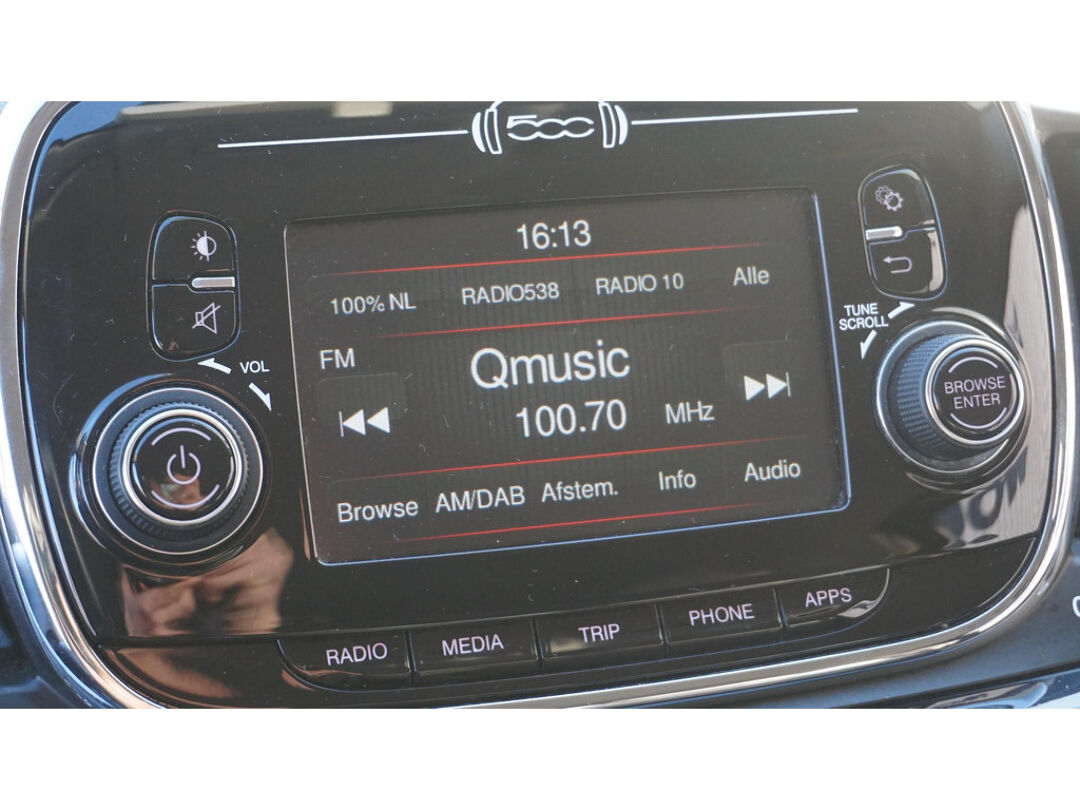 500
16:13
100% NL RADIO538 RADIO 10 Alle
FM
Qmusic
100.70 MHz
Browse AM/DAB Afstem. Info Audio
VOL
TUNE
SCROLL
BROWSE
ENTER
RADIO MEDIA TRIP PHONE APPS